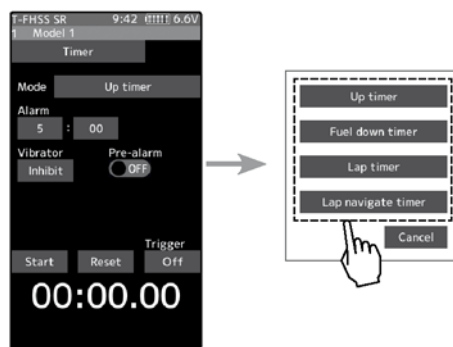 T-FHSS SR 9:42 6.6V
1 Model 1
Timer
Mode Up timer
Alarm
5 : 00
Vibrator Pre-alarm
Inhibit OFF
Trigger
Start Reset Off
00:00.00
Up timer
Fuel down timer
Lap timer
Lap navigate timer
Cancel